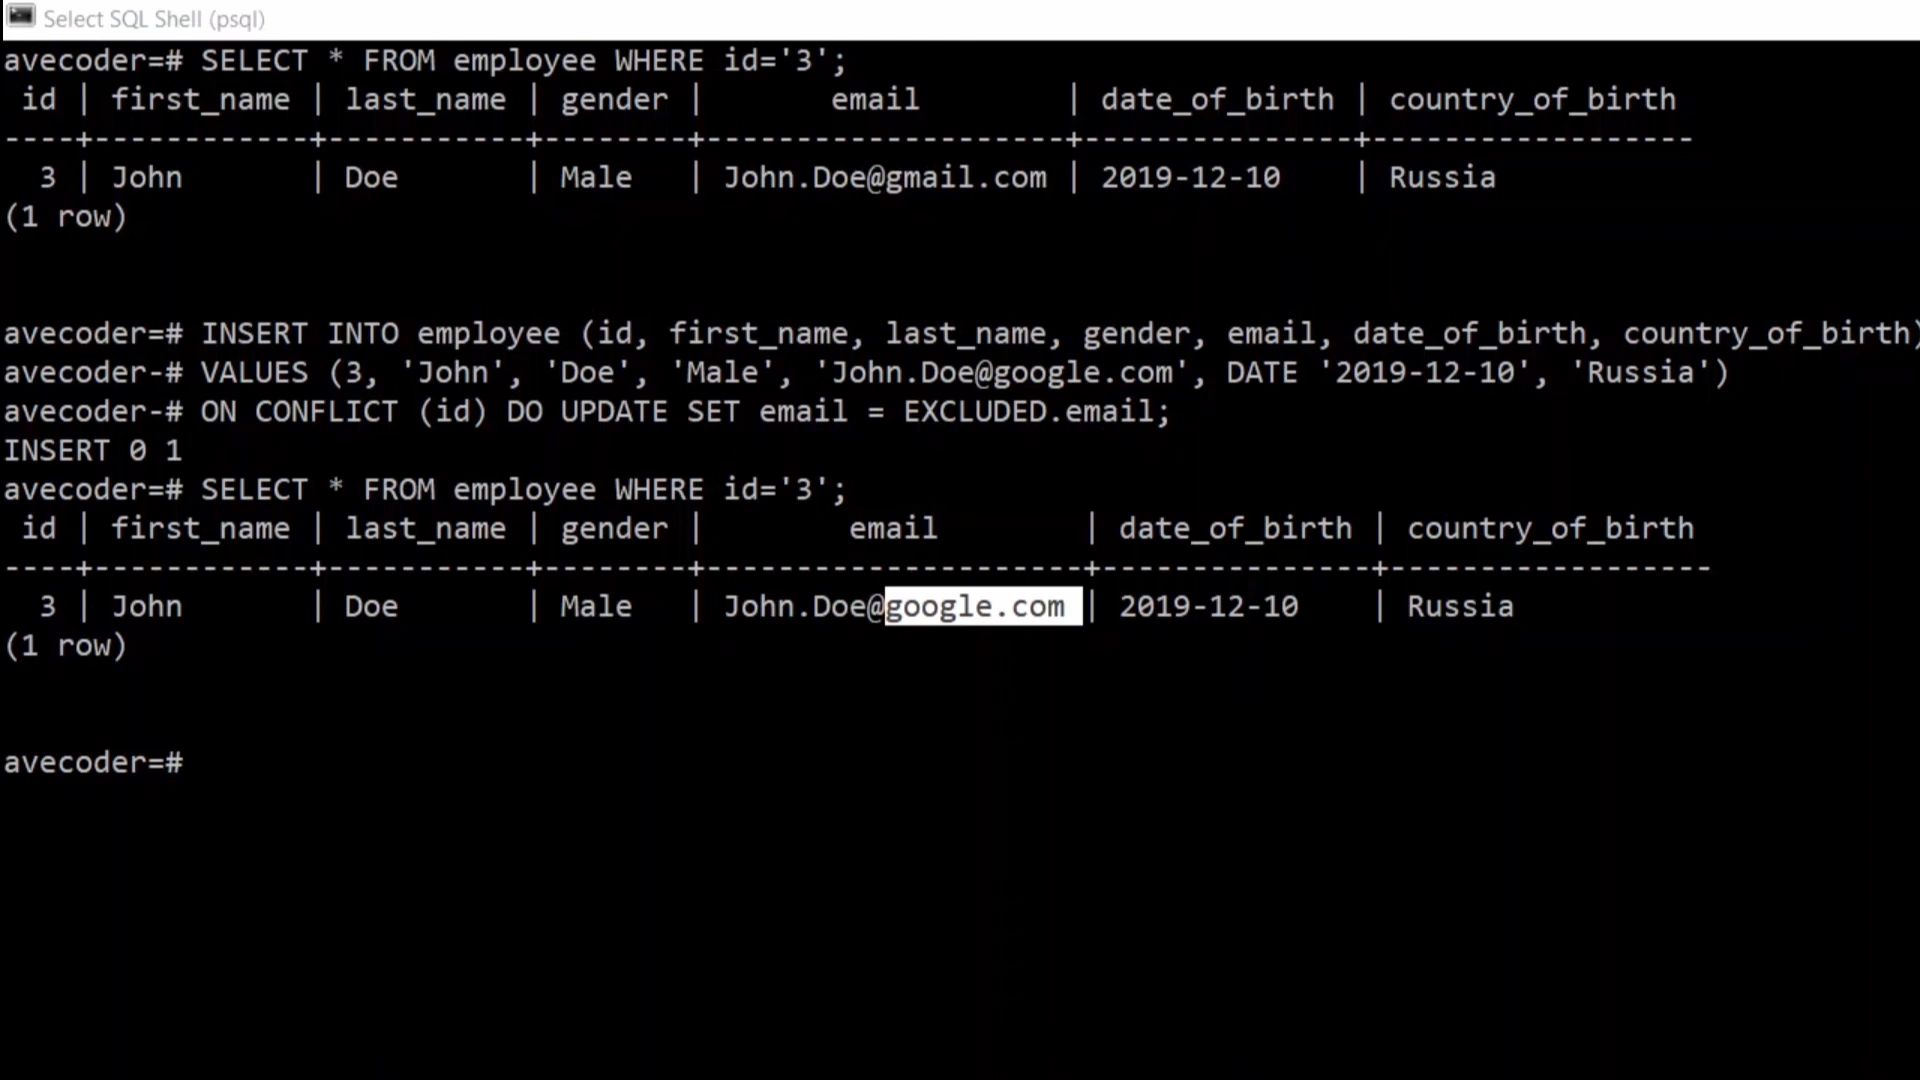 Select SQL Shell (psql)
avecoder=# SELECT * FROM employee WHERE id='3';
 id | first_name | last_name | gender |       email        | date_of_birth | country_of_birth
----+------------+-----------+--------+--------------------+---------------+------------------
  3 | John       | Doe       | Male   | John.Doe@gmail.com | 2019-12-10    | Russia
(1 row)
avecoder=# INSERT INTO employee (id, first_name, last_name, gender, email, date_of_birth, country_of_birth)
avecoder-# VALUES (3, 'John', 'Doe', 'Male', 'John.Doe@google.com', DATE '2019-12-10', 'Russia')
avecoder-# ON CONFLICT (id) DO UPDATE SET email = EXCLUDED.email;
INSERT 0 1
avecoder=# SELECT * FROM employee WHERE id='3';
 id | first_name | last_name | gender |        email        | date_of_birth | country_of_birth
----+------------+-----------+--------+---------------------+---------------+------------------
  3 | John       | Doe       | Male   | John.Doe@google.com | 2019-12-10    | Russia
(1 row)
avecoder=#